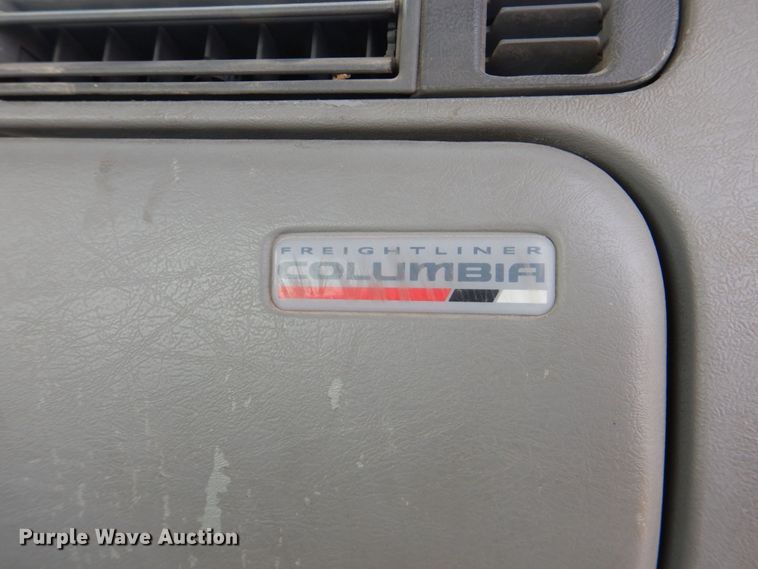 FREIGHTLINER
COLUMBIA
Purple Wave Auction